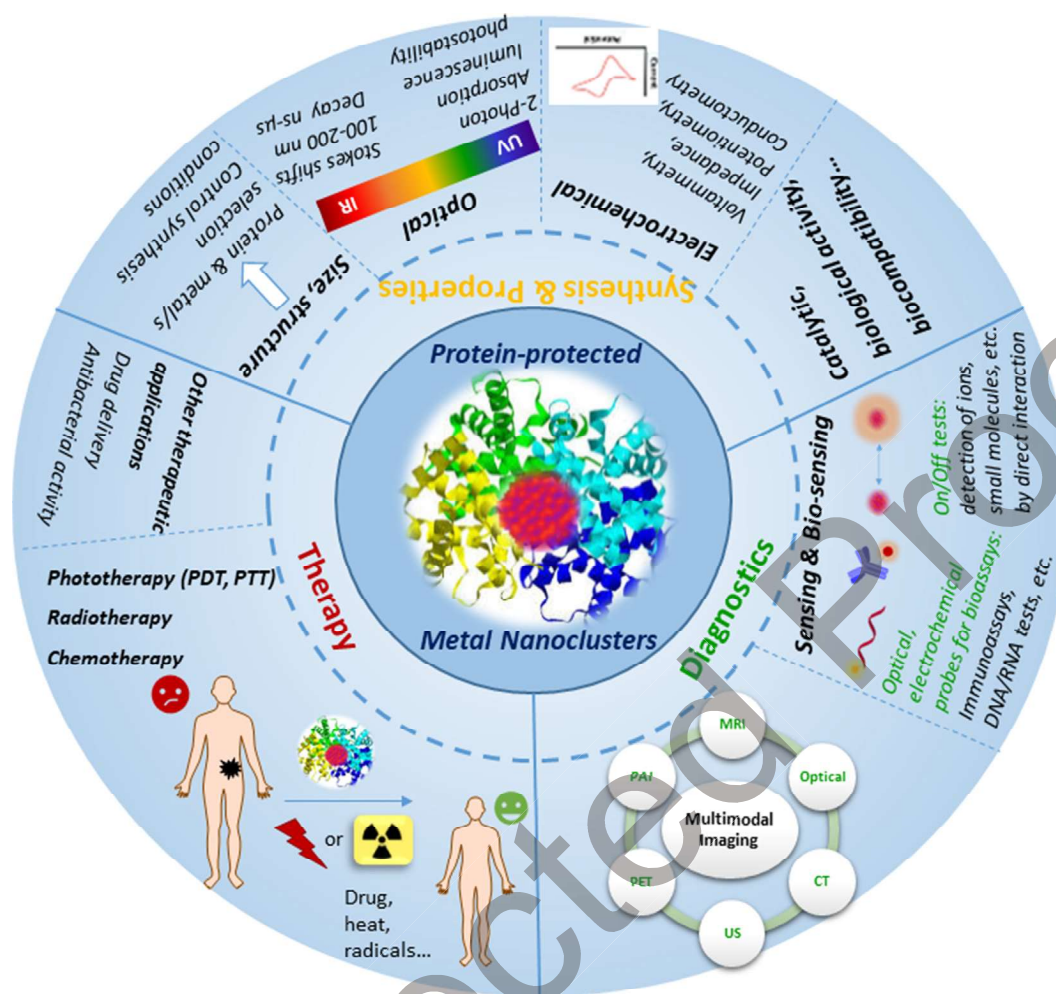 Protein-protected
Metal Nanoclusters
Synthesis & Properties
Size, structure
Protein & metal/s
selection
Control synthesis
conditions
Optical
IR
UV
Stokes shifts
100-200 nm
Decay ns-µs
2-Photon
Absorption
luminescence
photostability
Electrochemical
Voltammetry,
Impedance,
Potentiometry,
Conductometry
Potential
Current
Catalytic,
biological activity,
biocompatibility...
Diagnostics
Sensing & Bio-sensing
On/Off tests:
detection of ions,
small molecules, etc.
by direct interaction
Optical,
electrochemical
probes for bioassays:
Immunoassays,
DNA/RNA tests, etc.
Multimodal
Imaging
MRI
Optical
CT
US
PET
PAI
Therapy
Phototherapy (PDT, PTT)
Radiotherapy
Chemotherapy
or
Drug,
heat,
radicals...
Other therapeutic
applications
Drug delivery
Antibacterial activity